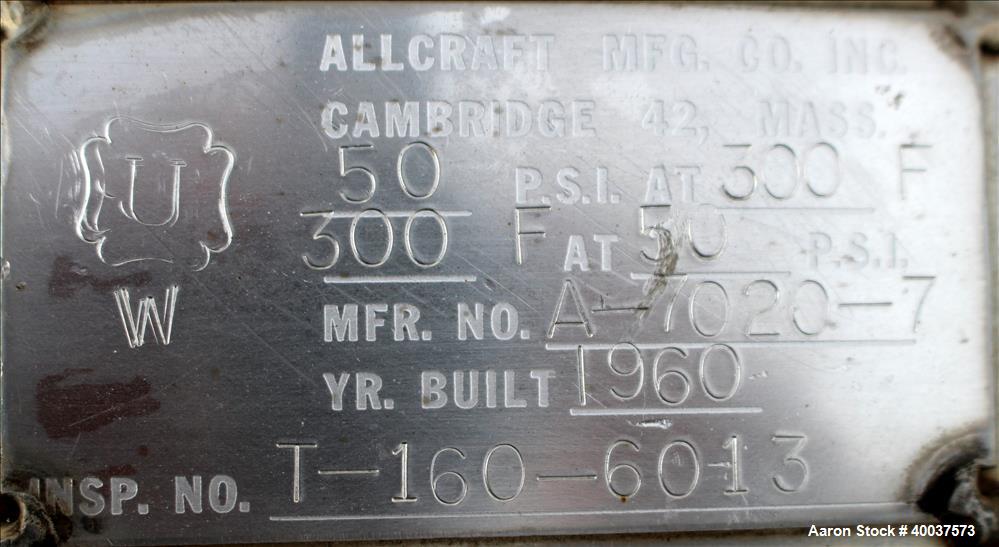 ALLCRAFT MFG. CO. INC.
CAMBRIDGE 42, MASS.
U
50 P.S.I. AT 300 F
300 F AT 50 P.S.I.
W
MFR. NO. A-7020-7
YR. BUILT 1960
INSP. NO. T-160-6013
Aaron Stock # 40037573